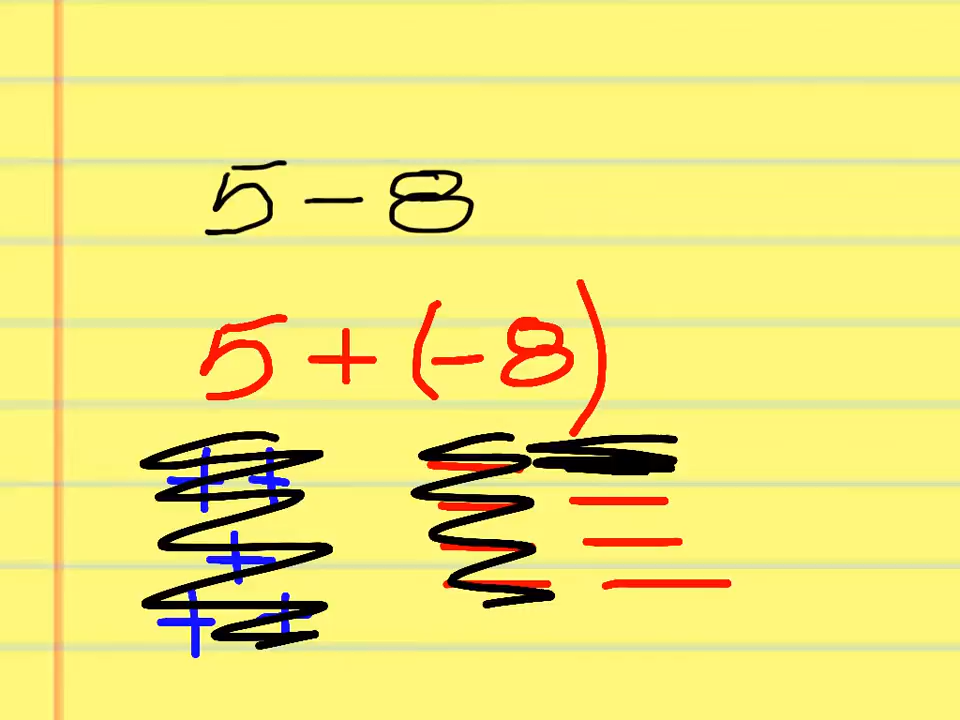 5 - 8
5 + (-8)
+ + - -
- -
+ - -
+ + - -